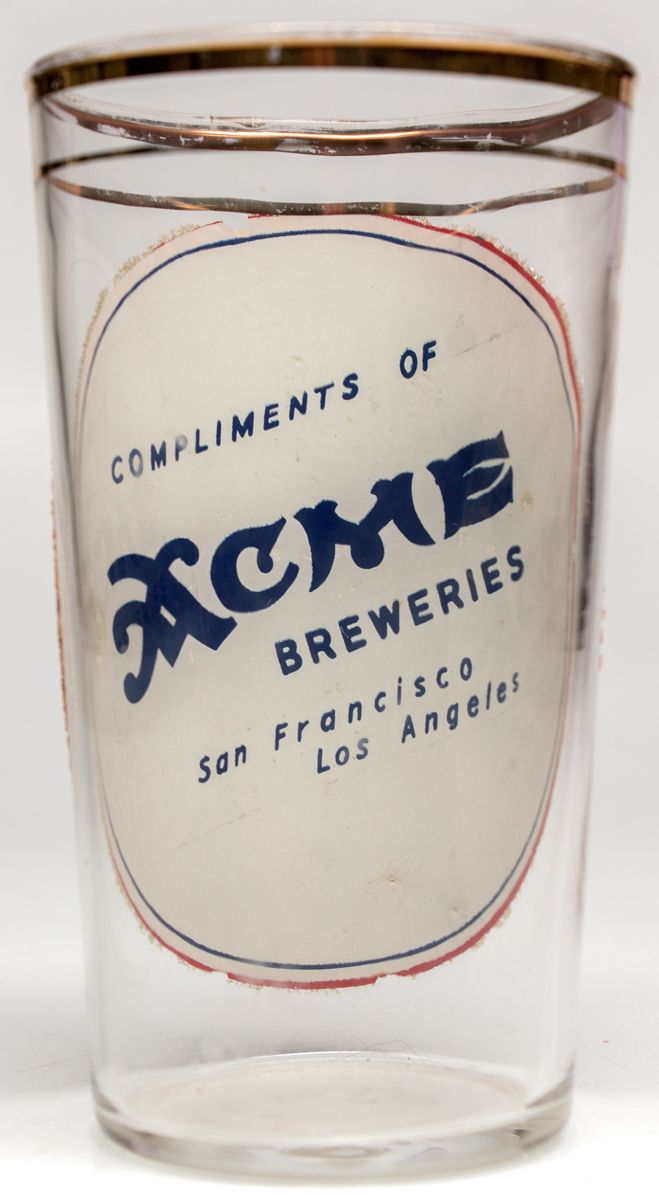 COMPLIMENTS OF
ACME
BREWERIES
San Francisco
Los Angeles